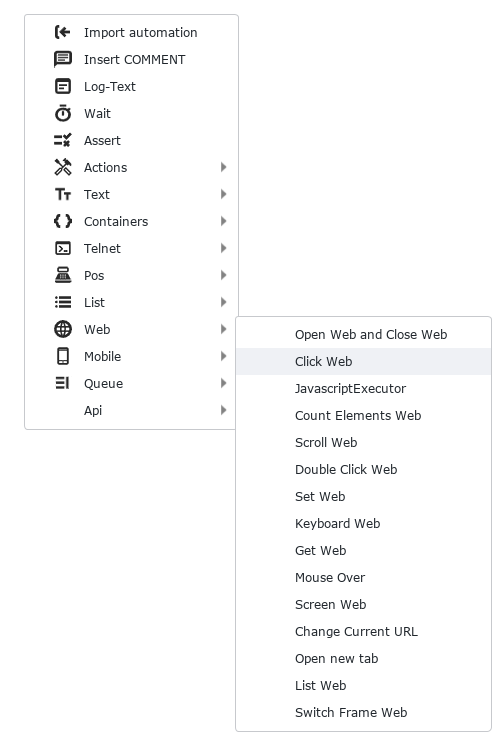 Import automation
Insert COMMENT
Log-Text
Wait
Assert
Actions
Text
Containers
Telnet
Pos
List
Web
Mobile
Queue
Api
Open Web and Close Web
Click Web
JavascriptExecutor
Count Elements Web
Scroll Web
Double Click Web
Set Web
Keyboard Web
Get Web
Mouse Over
Screen Web
Change Current URL
Open new tab
List Web
Switch Frame Web